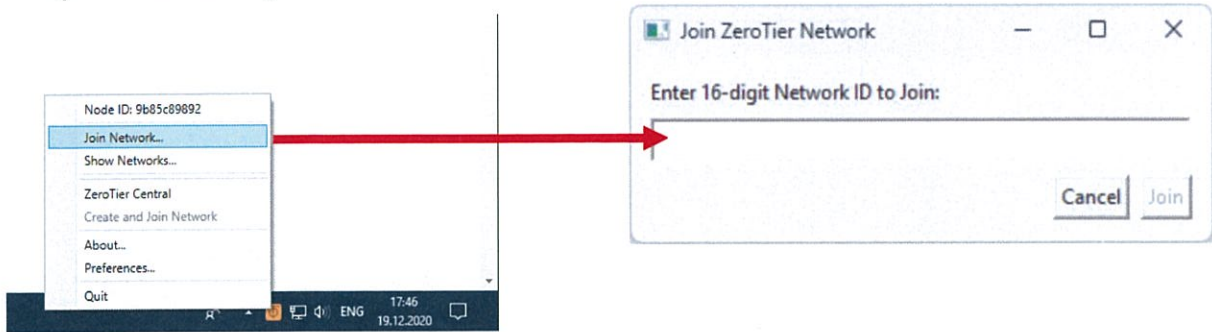 Node ID: 9b85c89892
Join Network...
Show Networks...
ZeroTier Central
Create and Join Network
About...
Preferences...
Quit
ENG
17:46
19.12.2020
Join ZeroTier Network
Enter 16-digit Network ID to Join:
Cancel Join